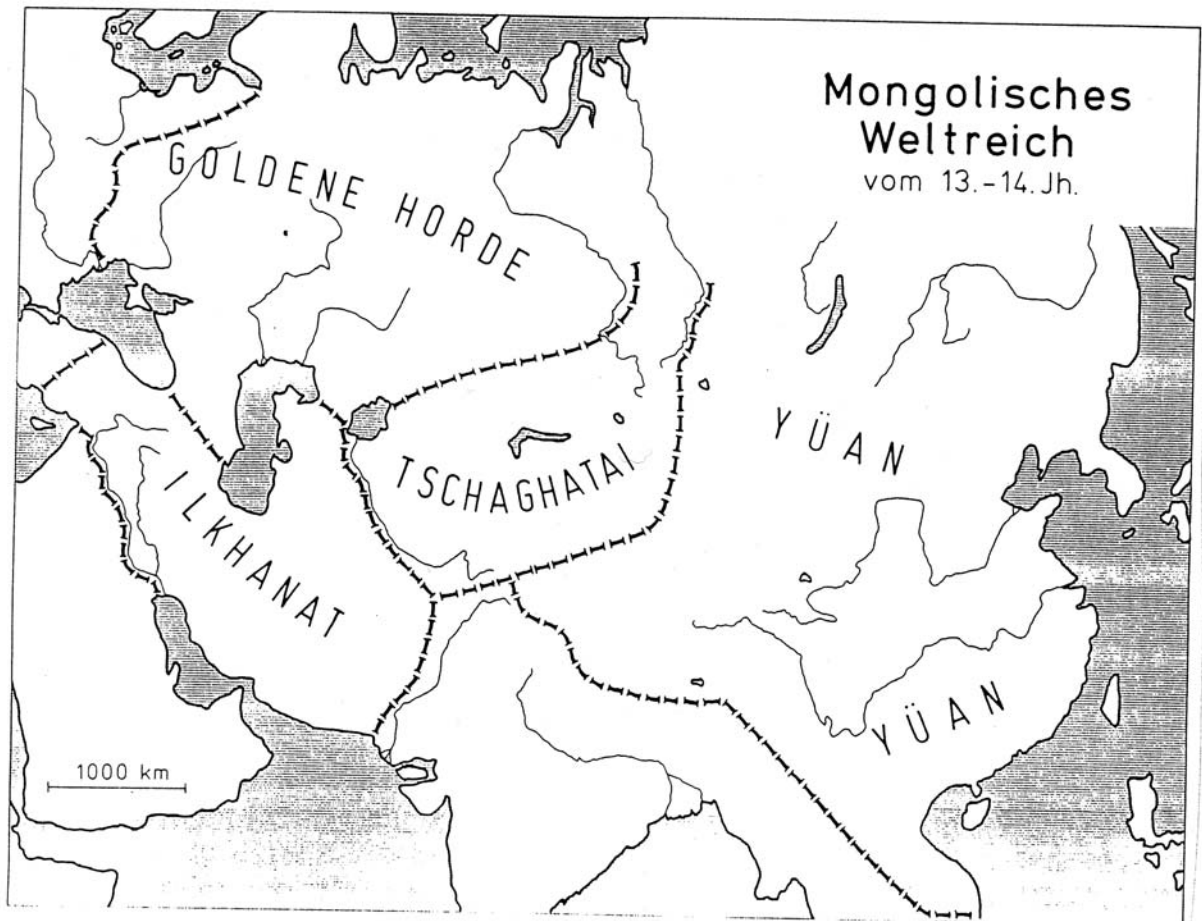 Mongolisches
Weltreich
vom 13.-14. Jh.
GOLDENE HORDE
YÜAN
TSCHAGHATAI
ILKHANAT
YÜAN
1000 km